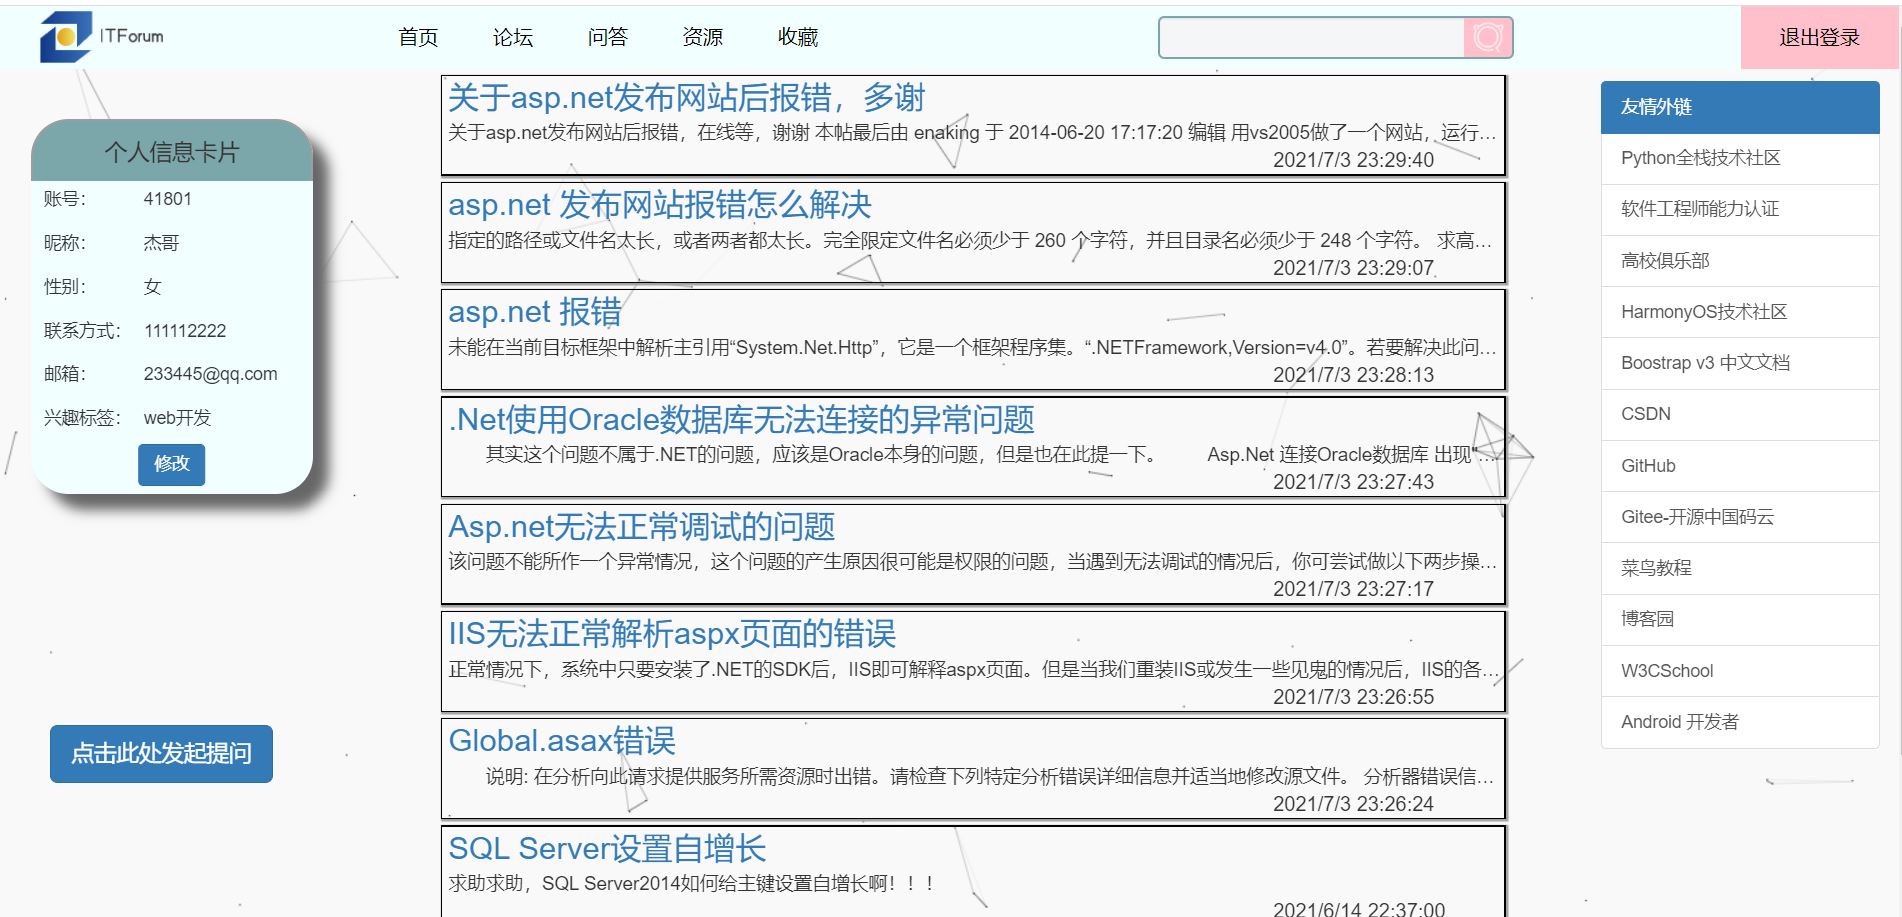 ITForum
首页
论坛
问答
资源
收藏
退出登录
个人信息卡片
账号： 41801
昵称： 杰哥
性别： 女
联系方式： 111112222
邮箱： 233445@qq.com
兴趣标签： web开发
修改
点击此处发起提问
关于asp.net发布网站后报错，多谢
关于asp.net发布网站后报错，在线等，谢谢 本帖最后由 enaking 于 2014-06-20 17:17:20 编辑 用vs2005做了一个网站，运行…
2021/7/3 23:29:40
asp.net 发布网站报错怎么解决
指定的路径或文件名太长，或者两者都太长。完全限定文件名必须少于 260 个字符，并且目录名必须少于 248 个字符。 求高…
2021/7/3 23:29:07
asp.net 报错
未能在当前目标框架中解析主引用“System.Net.Http”，它是一个框架程序集。“.NETFramework,Version=v4.0”。若要解决此问…
2021/7/3 23:28:13
.Net使用Oracle数据库无法连接的异常问题
其实这个问题不属于.NET的问题，应该是Oracle本身的问题，但是也在此提一下。 Asp.Net 连接Oracle数据库 出现“…
2021/7/3 23:27:43
Asp.net无法正常调试的问题
该问题不能所作一个异常情况，这个问题的产生原因很可能是权限的问题，当遇到无法调试的情况后，你可尝试做以下两步操…
2021/7/3 23:27:17
IIS无法正常解析aspx页面的错误
正常情况下，系统中只要安装了.NET的SDK后，IIS即可解释aspx页面。但是当我们重装IIS或发生一些见鬼的情况后，IIS的各…
2021/7/3 23:26:55
Global.asax错误
说明: 在分析向此请求提供服务所需资源时出错。请检查下列特定分析错误详细信息并适当地修改源文件。 分析器错误信…
2021/7/3 23:26:24
SQL Server设置自增长
求助求助，SQL Server2014如何给主键设置自增长啊！！！
2021/6/14 22:37:00
友情外链
Python全栈技术社区
软件工程师能力认证
高校俱乐部
HarmonyOS技术社区
Boostrap v3 中文文档
CSDN
GitHub
Gitee-开源中国码云
菜鸟教程
博客园
W3CSchool
Android 开发者